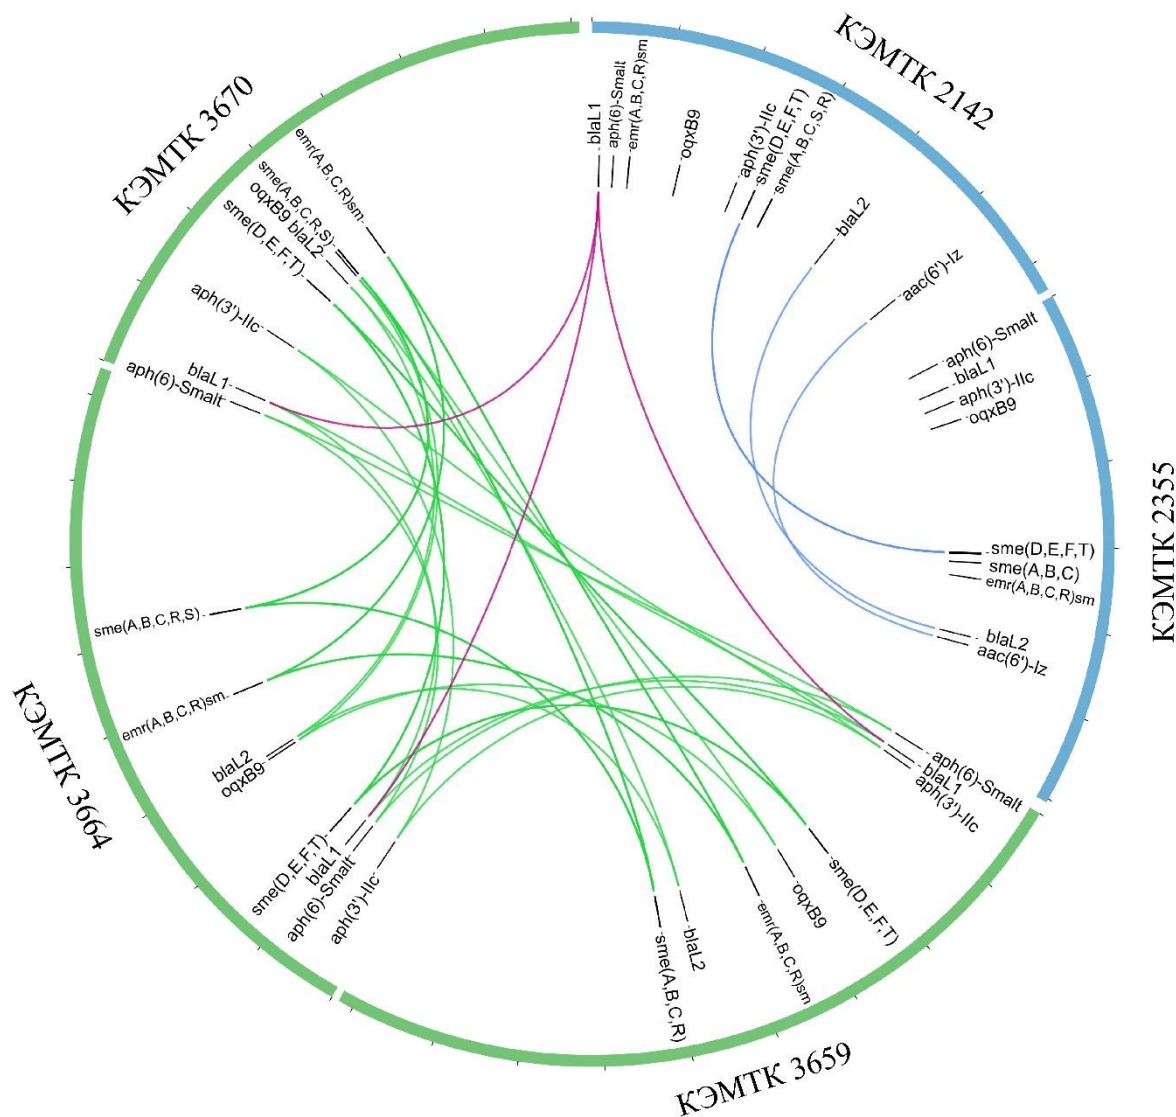 КЭМТК 2142
blaL1
aph(6)-Smalt
emr(A,B,C,R)sm
oqxB9
aph(3')-IIc
sme(D,E,F,T)
sme(A,B,C,S,R)
blaL2
aac(6')-Iz
КЭМТК 2355
aph(6)-Smalt
blaL1
aph(3')-IIc
oqxB9
sme(D,E,F,T)
sme(A,B,C)
emr(A,B,C,R)sm
blaL2
aac(6')-Iz
КЭМТК 3659
aph(6)-Smalt
blaL1
aph(3')-IIc
sme(D,E,F,T)
oqxB9
emr(A,B,C,R)sm
blaL2
sme(A,B,C,R)
КЭМТК 3664
aph(3')-IIc
aph(6)-Smalt
blaL1
sme(D,E,F,T)
oqxB9
blaL2
emr(A,B,C,R)sm
sme(A,B,C,R,S)
КЭМТК 3670
aph(6)-Smalt
blaL1
aph(3')-IIc
sme(D,E,F,T)
oqxB9 blaL2
sme(A,B,C,R,S)
emr(A,B,C,R)sm